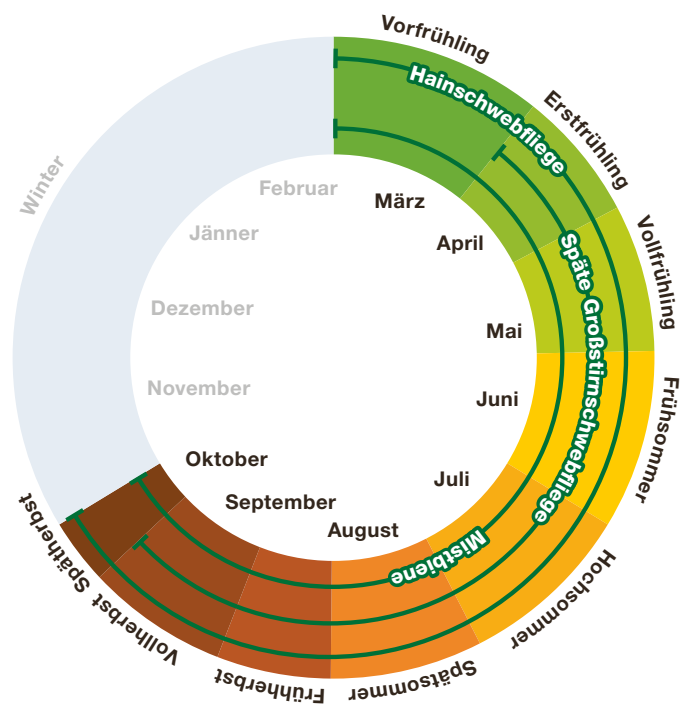 Vorfrühling
Erstfrühling
Vollfrühling
Frühsommer
Hochsommer
Spätsommer
Frühherbst
Vollherbst
Spätherbst
Winter
Hainschwebfliege
Späte Großstirnschwebfliege
Mistbiene
Februar
März
Jänner
April
Dezember
Mai
November
Juni
Oktober
Juli
September
August